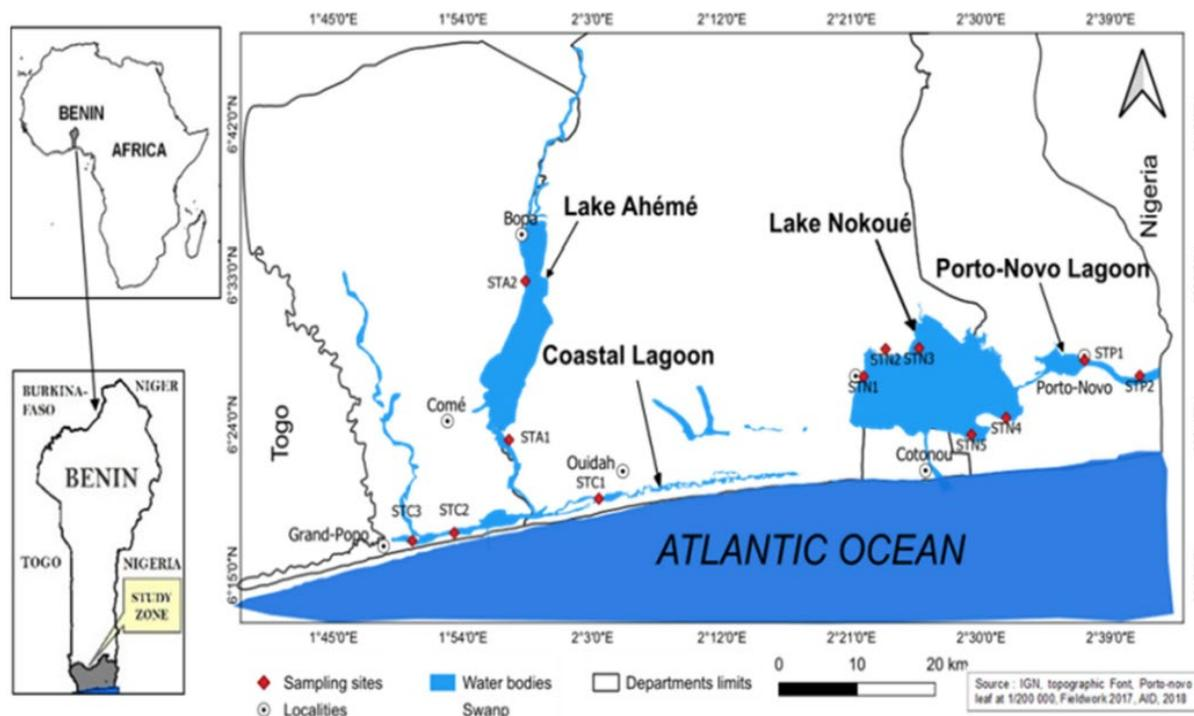 BENIN
AFRICA
BURKINA-
FASO
NIGER
BENIN
TOGO
NIGERIA
STUDY
ZONE
1°45'0"E 1°54'0"E 2°3'0"E 2°12'0"E 2°21'0"E 2°30'0"E 2°39'0"E
6°42'0"N
6°33'0"N
6°24'0"N
6°15'0"N
Togo
Nigeria
Bopa
Lake Ahémé
Lake Nokoué
Porto-Novo Lagoon
STA2
Coastal Lagoon
STN2 STN3
STN1
STP1
Porto-Novo
STP2
Comé
STA1
STN4
STN5
Ouidah
STC1
Cotonou
STC3
STC2
Grand-Popo
ATLANTIC OCEAN
1°45'0"E 1°54'0"E 2°3'0"E 2°12'0"E 2°21'0"E 2°30'0"E 2°39'0"E
Sampling sites
Water bodies
Departments limits
Localities
Swanp
0 10 20 km
Source : IGN, topographic Font, Porto-novo
leaf at 1/200 000, Fieldwork 2017, AID, 2018